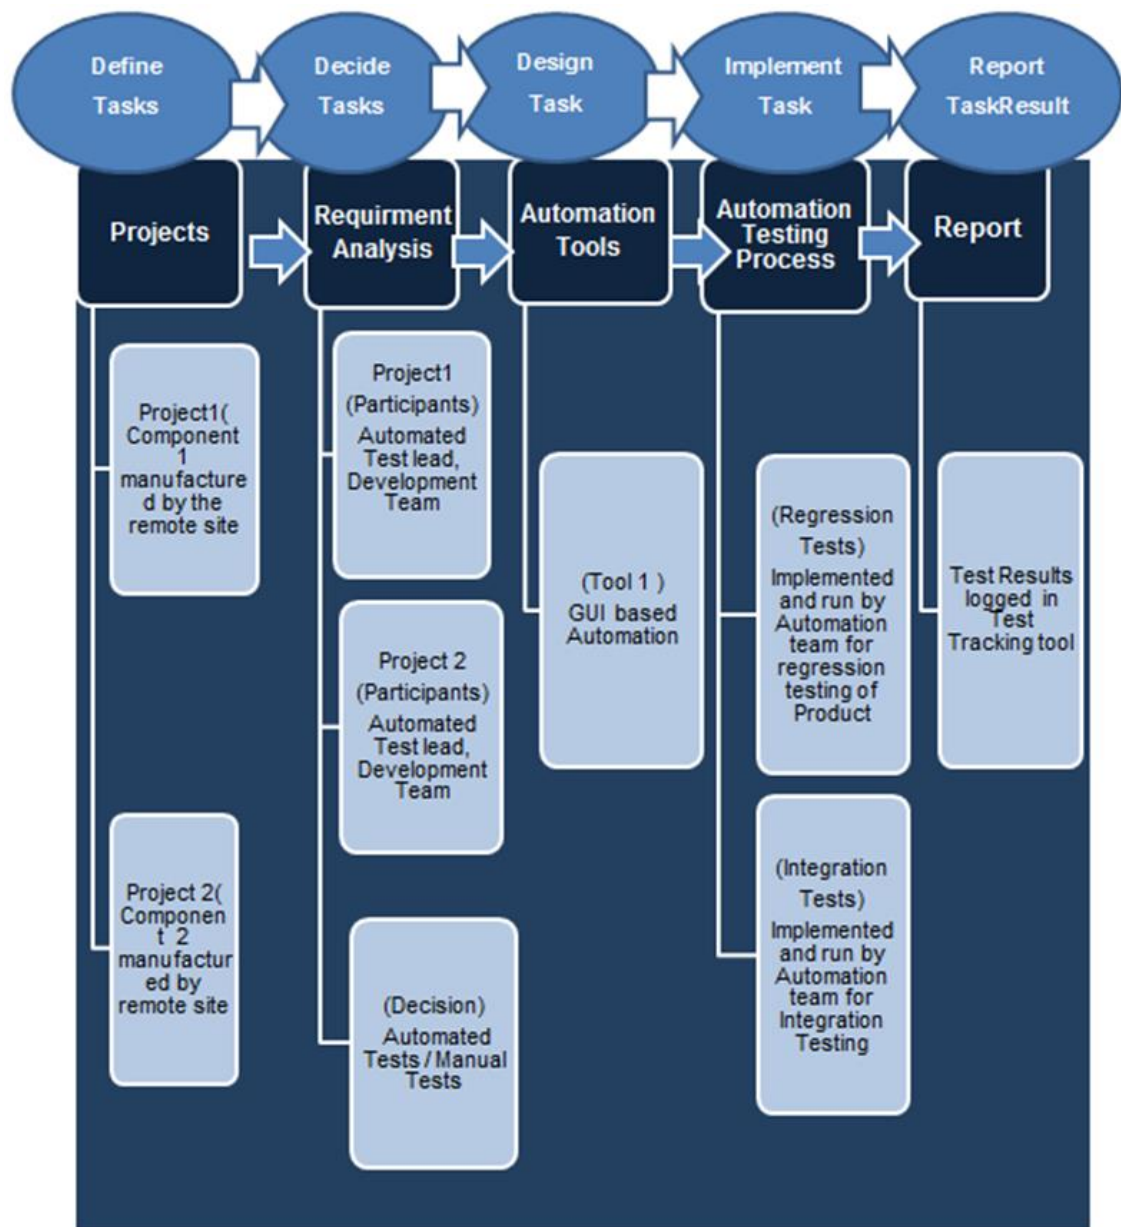 Define
Tasks
Decide
Tasks
Design
Task
Implement
Task
Report
TaskResult
Projects
Requirment
Analysis
Automation
Tools
Automation
Testing
Process
Report
Project1(
Component
1
manufacture
d by the
remote site
Project 2(
Componen
t 2
manufactur
ed by
remote site
Project1
(Participants)
Automated
Test lead,
Development
Team
Project 2
(Participants)
Automated
Test lead,
Development
Team
(Decision)
Automated
Tests / Manual
Tests
(Tool 1 )
GUI based
Automation
(Regression
Tests)
Implemented
and run by
Automation
team for
regression
testing of
Product
(Integration
Tests)
Implemented
and run by
Automation
team for
Integration
Testing
Test Results
logged in
Test
Tracking tool